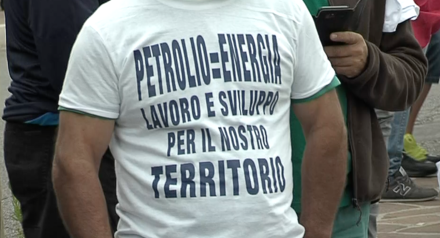 PETROLIO=ENERGIA
LAVORO E SVILUPPO
PER IL NOSTRO
TERRITORIO